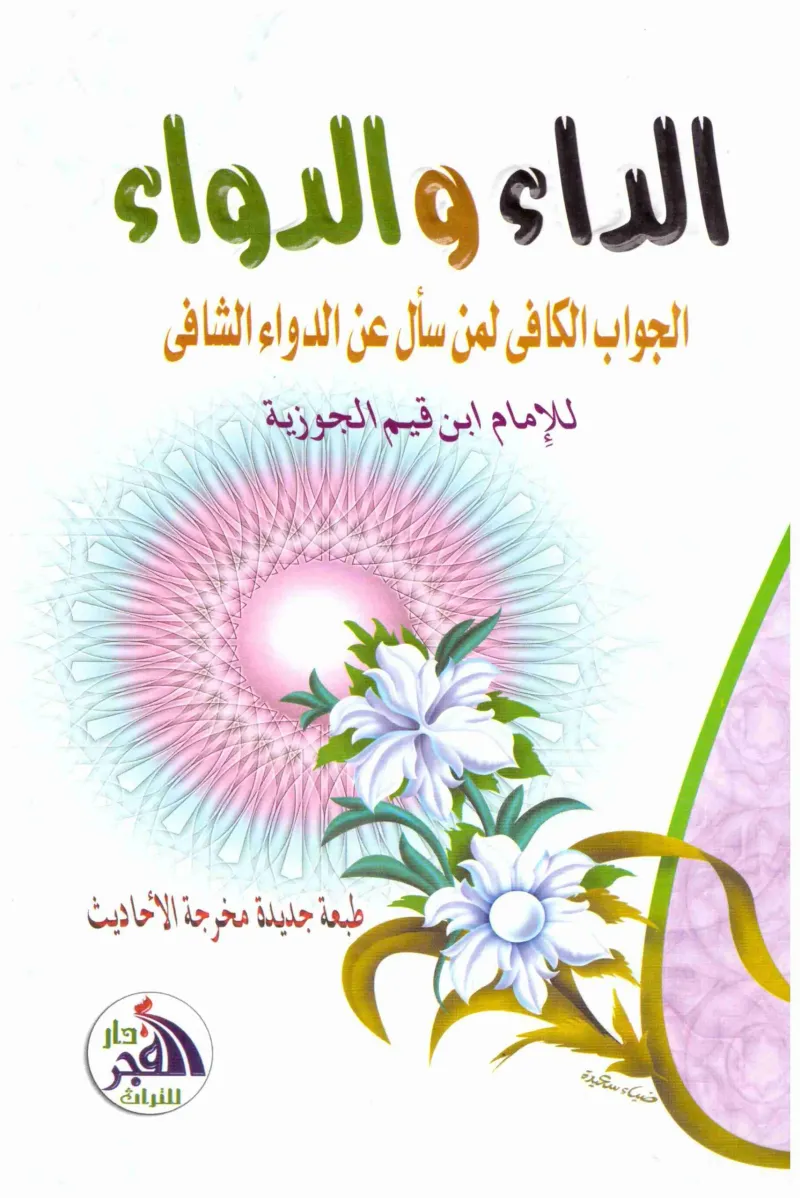 الداء والدواء
الجواب الكافى لمن سأل عن الدواء الشافى
للإمام ابن قيم الجوزية
طبعة جديدة مخرجة الأحاديث
دار
الفجر
للتراث
ضياء سعيدة